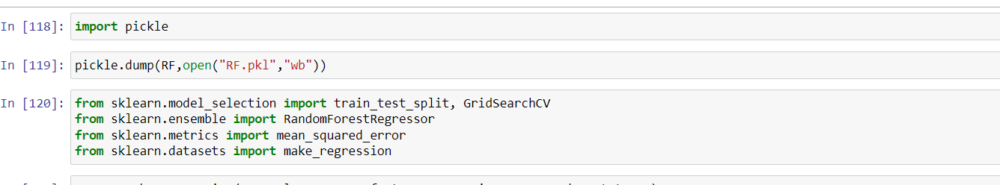 In [118]: import pickle
In [119]: pickle.dump(RF,open("RF.pkl","wb"))
In [120]: from sklearn.model_selection import train_test_split, GridSearchCV
from sklearn.ensemble import RandomForestRegressor
from sklearn.metrics import mean_squared_error
from sklearn.datasets import make_regression